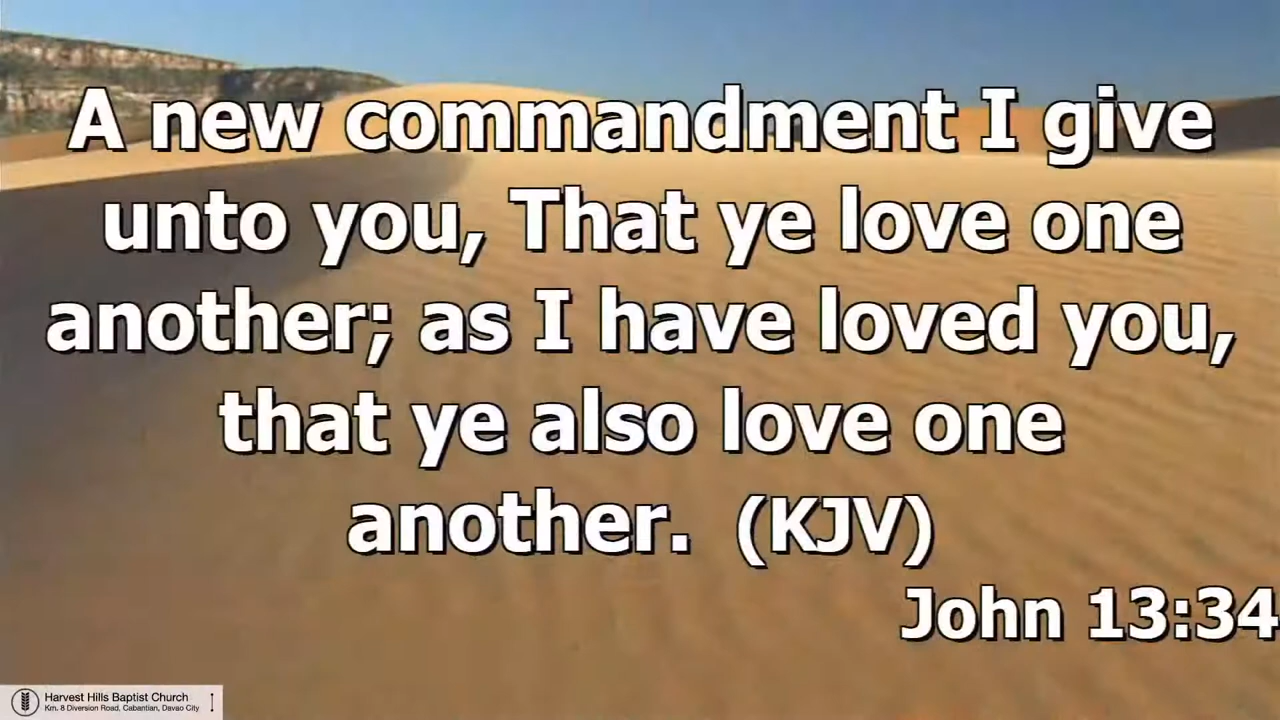 A new commandment I give
unto you, That ye love one
another; as I have loved you,
that ye also love one
another. (KJV)
John 13:34
Harvest Hills Baptist Church
Km. 8 Diversion Road, Cabantian, Davao City